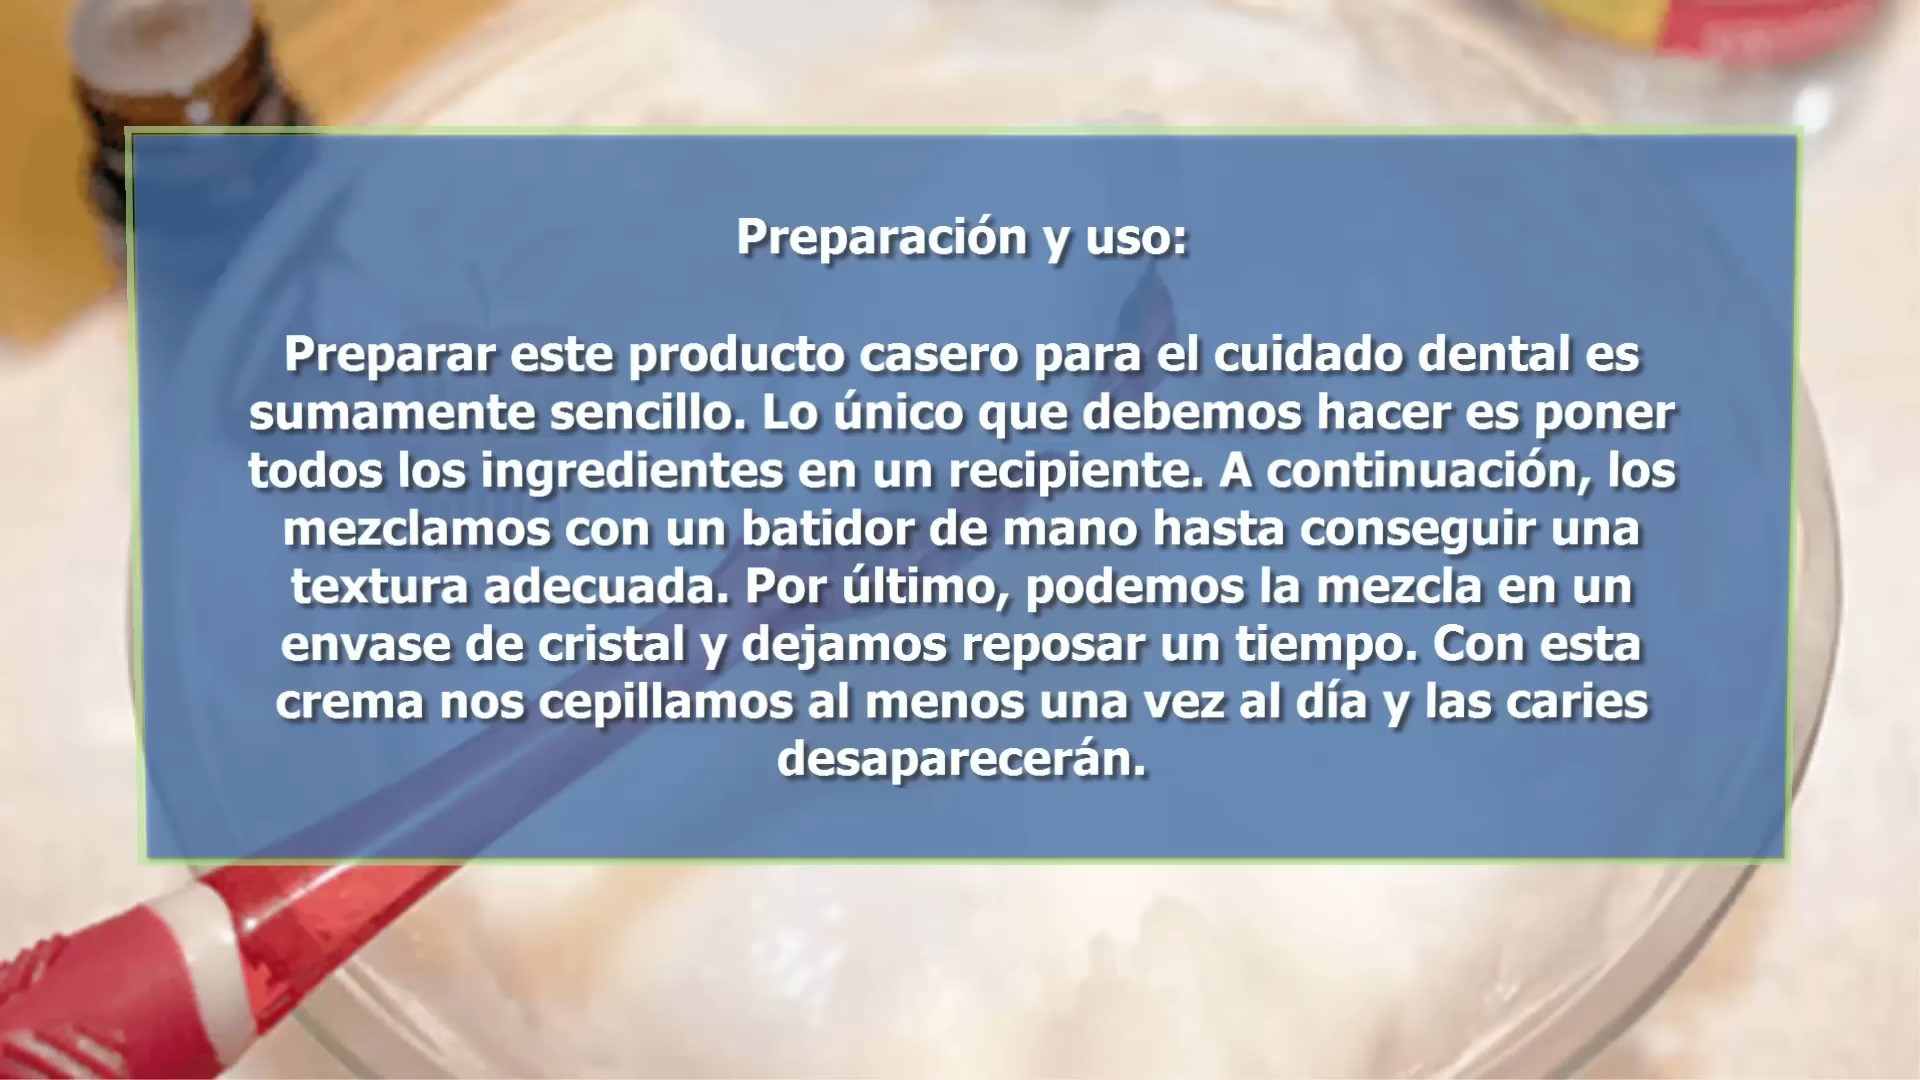 Preparación y uso:
Preparar este producto casero para el cuidado dental es
sumamente sencillo. Lo único que debemos hacer es poner
todos los ingredientes en un recipiente. A continuación, los
mezclamos con un batidor de mano hasta conseguir una
textura adecuada. Por último, podemos la mezcla en un
envase de cristal y dejamos reposar un tiempo. Con esta
crema nos cepillamos al menos una vez al día y las caries
desaparecerán.